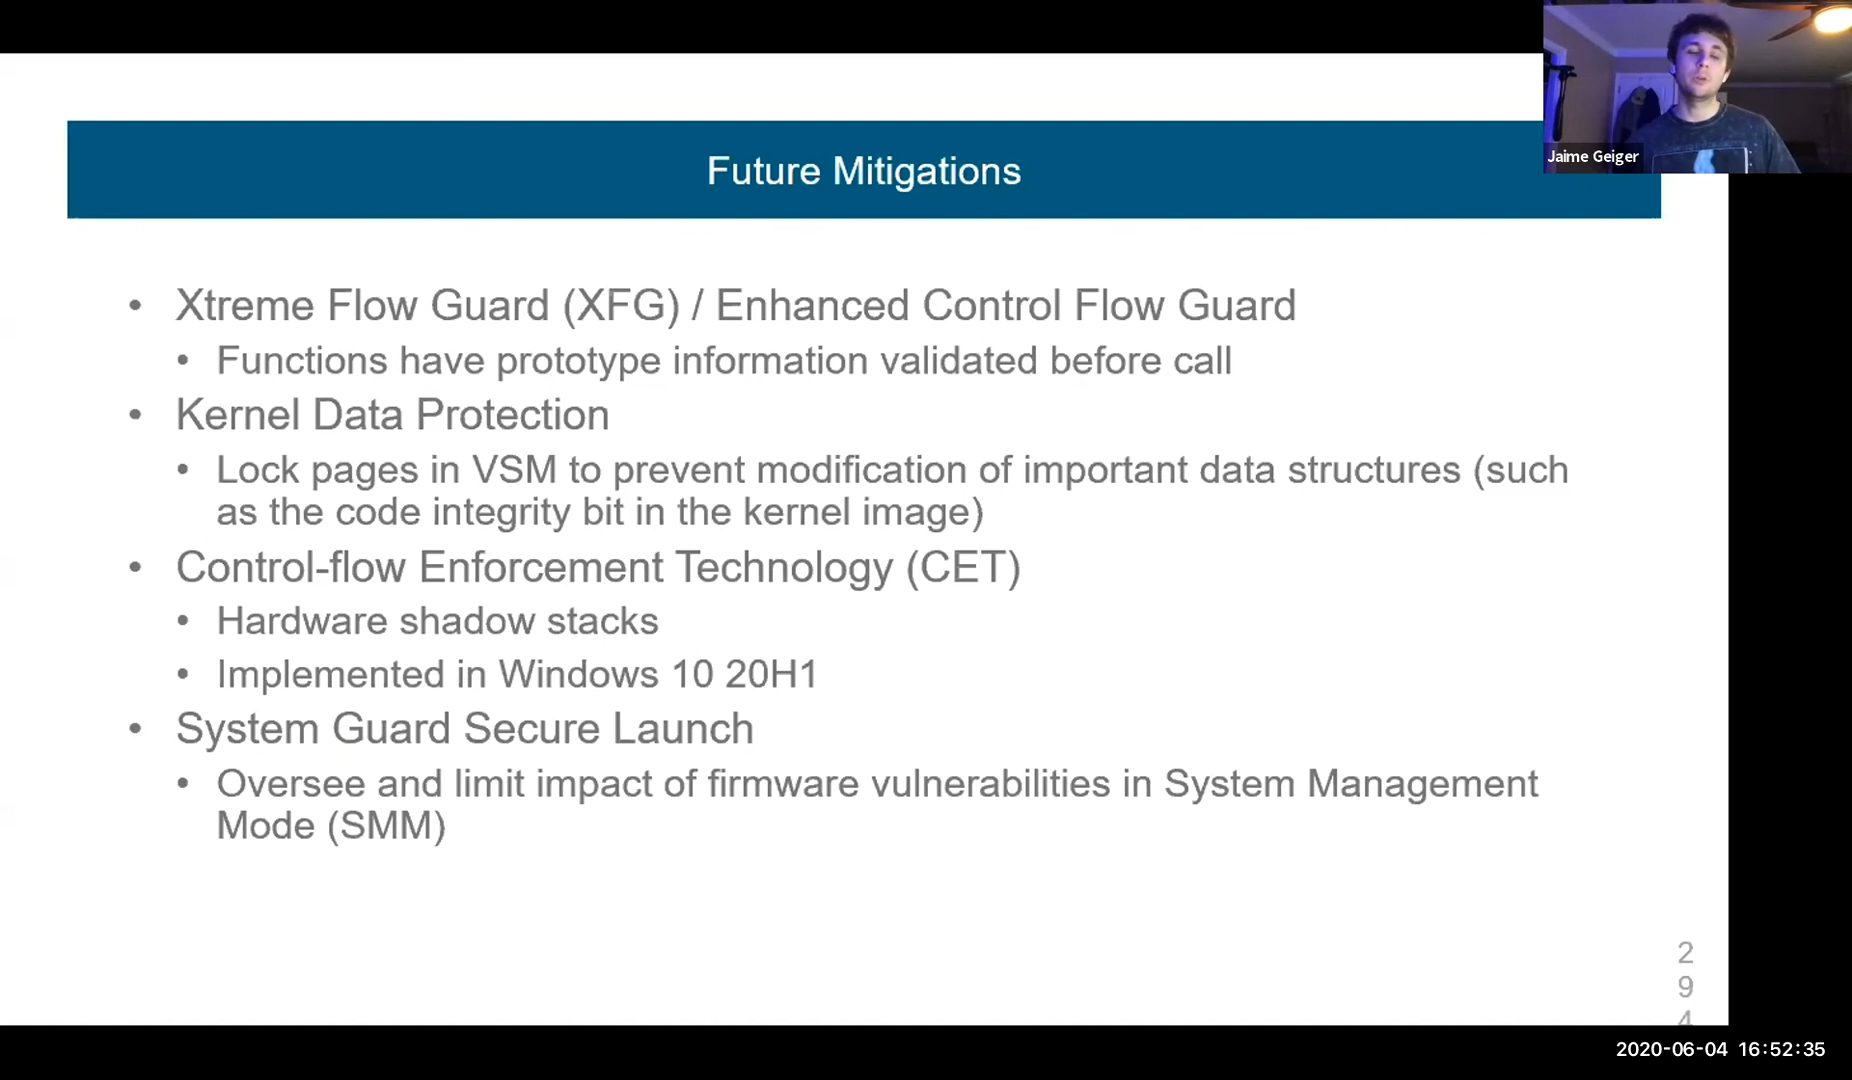 Jaime Geiger
Future Mitigations
• Xtreme Flow Guard (XFG) / Enhanced Control Flow Guard
• Functions have prototype information validated before call
• Kernel Data Protection
• Lock pages in VSM to prevent modification of important data structures (such
as the code integrity bit in the kernel image)
• Control-flow Enforcement Technology (CET)
• Hardware shadow stacks
• Implemented in Windows 10 20H1
• System Guard Secure Launch
• Oversee and limit impact of firmware vulnerabilities in System Management
Mode (SMM)
2
9
4
2020-06-04 16:52:35